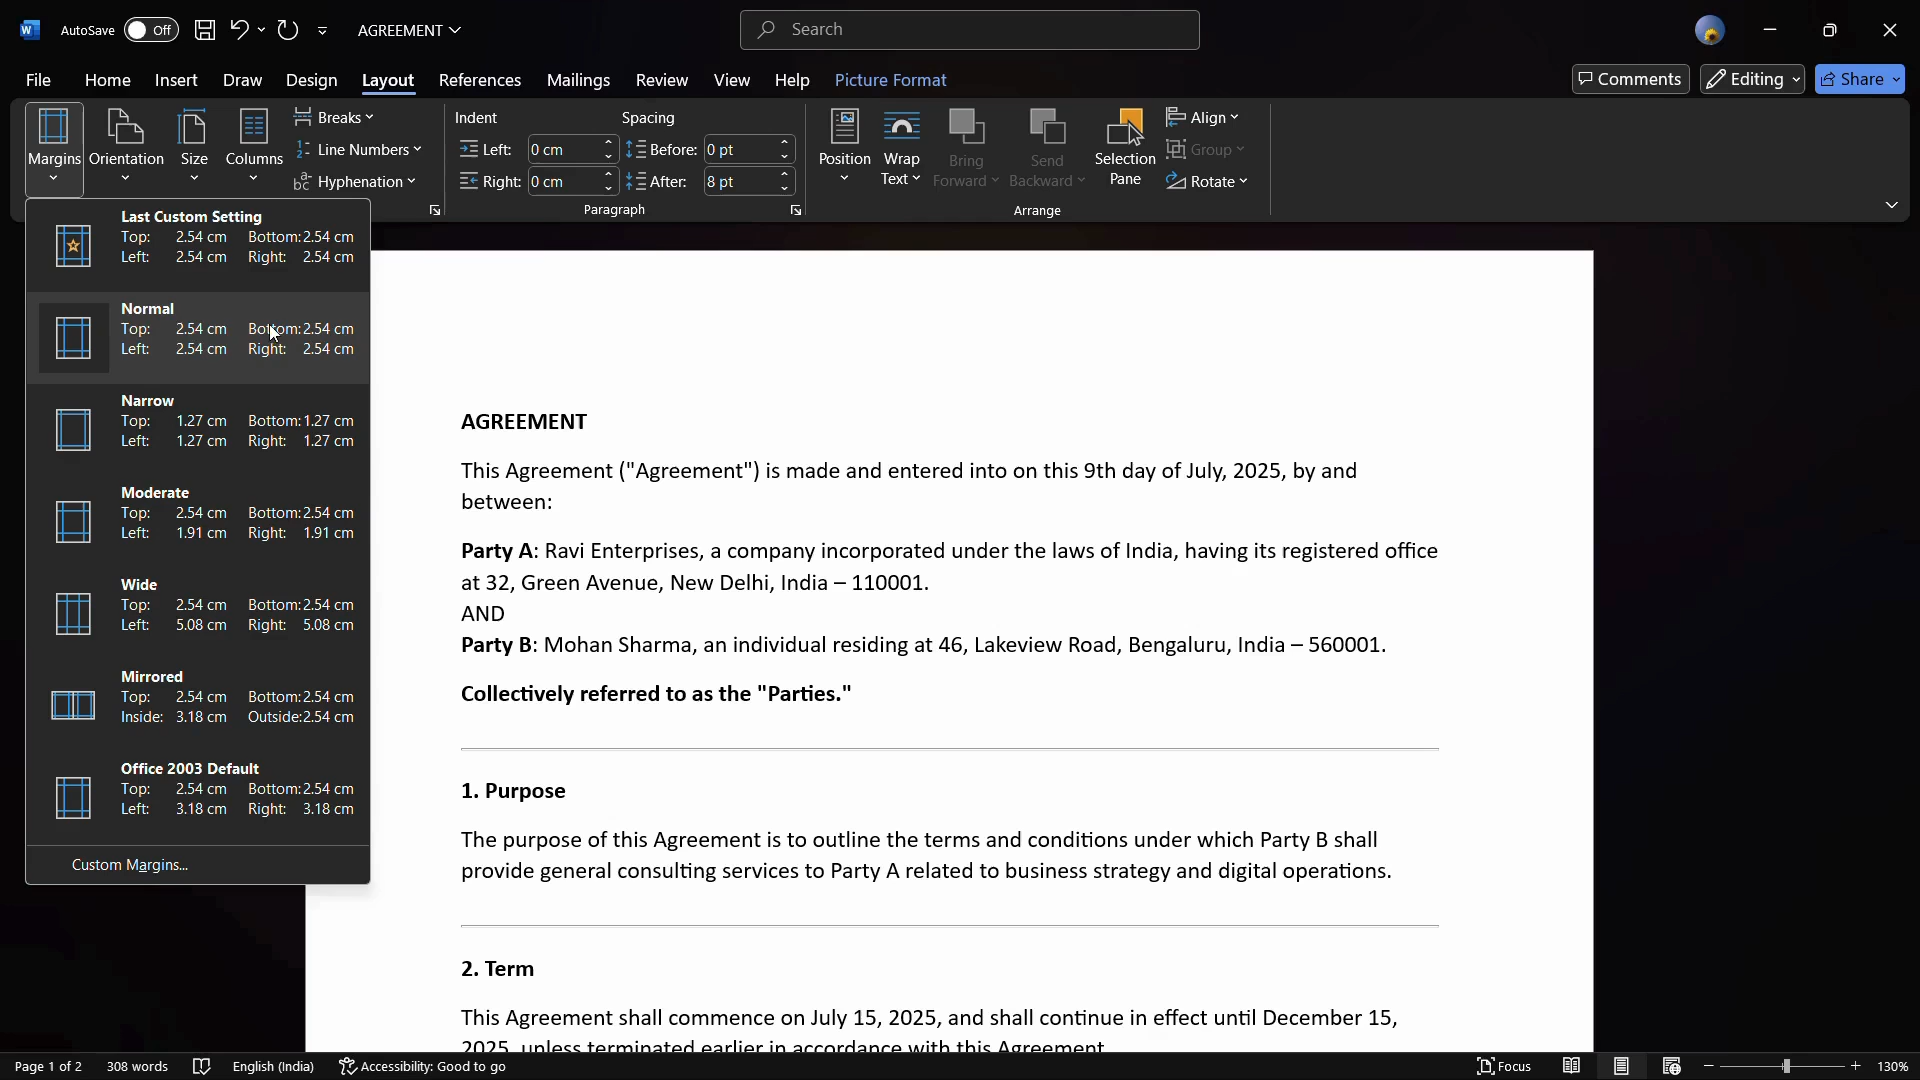 W AutoSave Off AGREEMENT Search
File Home Insert Draw Design Layout References Mailings Review View Help Picture Format Comments Editing Share
Margins Orientation Size Columns Breaks Line Numbers Hyphenation
Indent Spacing
Left: 0 cm Before: 0 pt
Right: 0 cm After: 8 pt
Paragraph
Position Wrap Text Bring Forward Send Backward Selection Pane Align Group Rotate
Arrange
Last Custom Setting
Top: 2.54 cm Bottom: 2.54 cm
Left: 2.54 cm Right: 2.54 cm
Normal
Top: 2.54 cm Bottom: 2.54 cm
Left: 2.54 cm Right: 2.54 cm
Narrow
Top: 1.27 cm Bottom: 1.27 cm
Left: 1.27 cm Right: 1.27 cm
Moderate
Top: 2.54 cm Bottom: 2.54 cm
Left: 1.91 cm Right: 1.91 cm
Wide
Top: 2.54 cm Bottom: 2.54 cm
Left: 5.08 cm Right: 5.08 cm
Mirrored
Top: 2.54 cm Bottom: 2.54 cm
Inside: 3.18 cm Outside: 2.54 cm
Office 2003 Default
Top: 2.54 cm Bottom: 2.54 cm
Left: 3.18 cm Right: 3.18 cm
Custom Margins...
AGREEMENT
This Agreement ("Agreement") is made and entered into on this 9th day of July, 2025, by and
between:
Party A: Ravi Enterprises, a company incorporated under the laws of India, having its registered office
at 32, Green Avenue, New Delhi, India – 110001.
AND
Party B: Mohan Sharma, an individual residing at 46, Lakeview Road, Bengaluru, India – 560001.
Collectively referred to as the "Parties."
1. Purpose
The purpose of this Agreement is to outline the terms and conditions under which Party B shall
provide general consulting services to Party A related to business strategy and digital operations.
2. Term
This Agreement shall commence on July 15, 2025, and shall continue in effect until December 15,
2025, unless terminated earlier in accordance with this Agreement.
Page 1 of 2 308 words English (India) Accessibility: Good to go Focus 130%